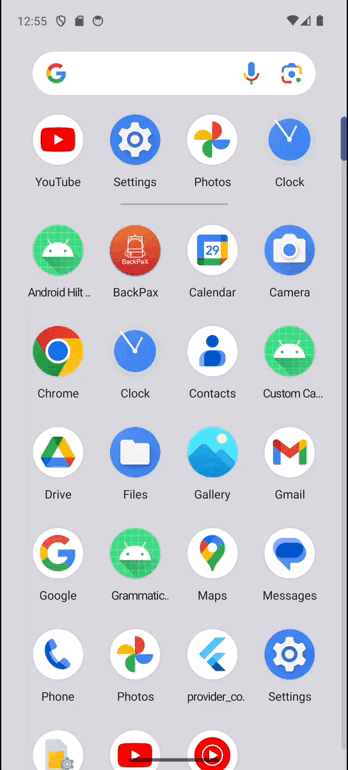 12:55
YouTube Settings Photos Clock
Android Hilt .. BackPax Calendar Camera
BackPaX
29
Chrome Clock Contacts Custom Ca...
Drive Files Gallery Gmail
Google Grammatic.. Maps Messages
Phone Photos provider_co. Settings